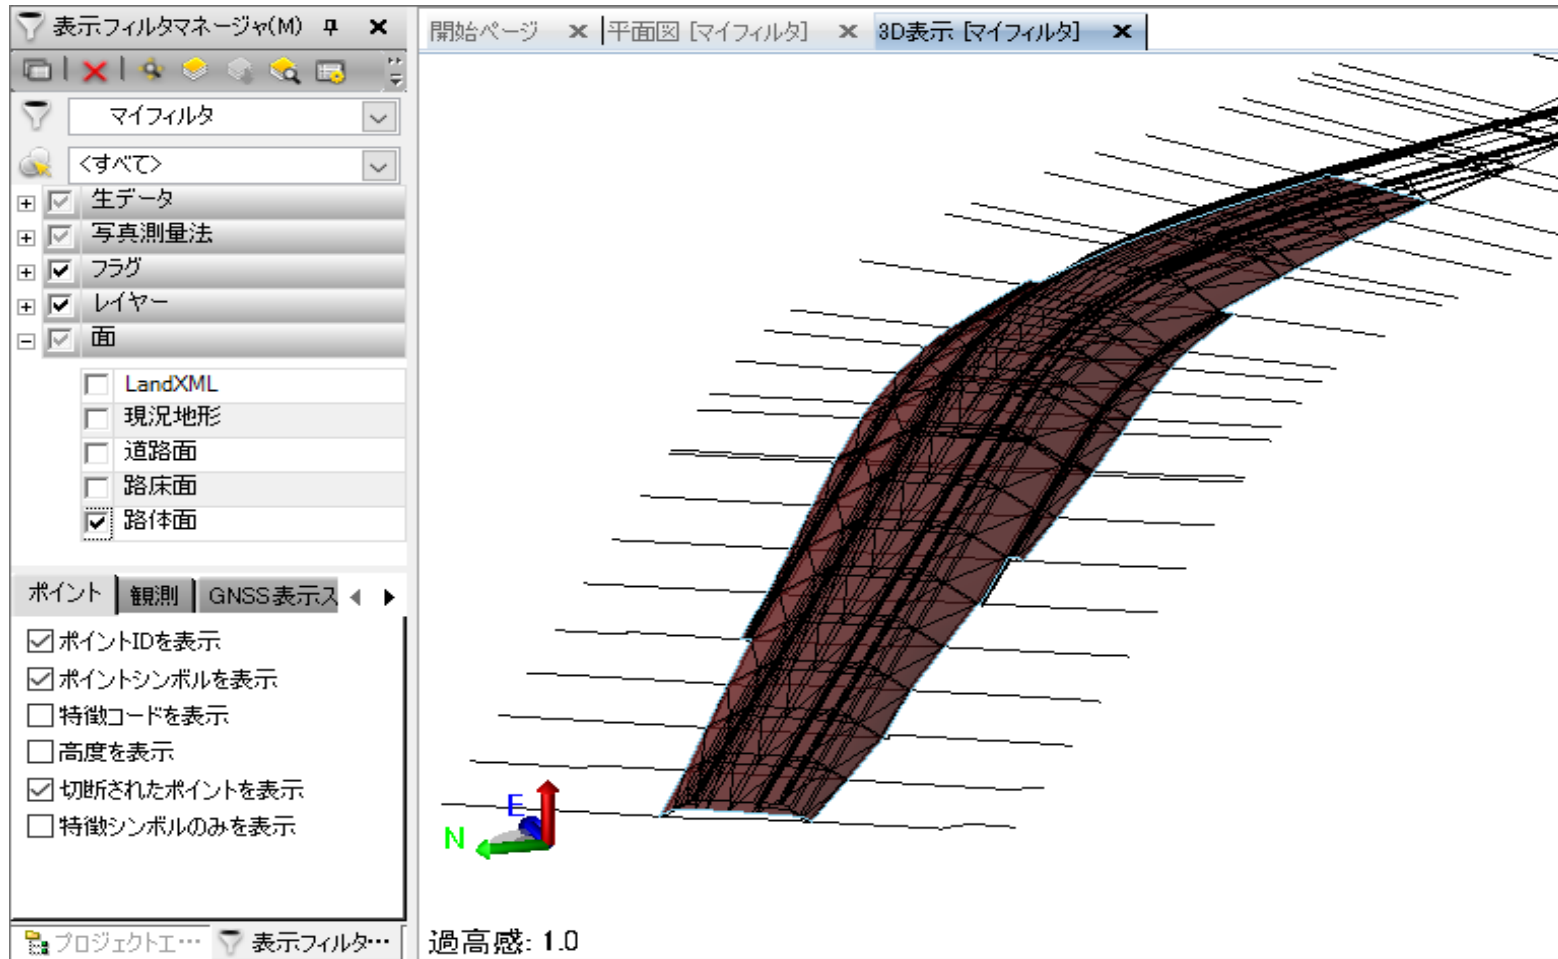 表示フィルタマネージャ(M)
開始ページ
平面図 [マイフィルタ]
3D表示 [マイフィルタ]
マイフィルタ
<すべて>
生データ
写真測量法
フラグ
レイヤー
面
LandXML
現況地形
道路面
路床面
路体面
ポイント
観測
GNSS表示ス
ポイントIDを表示
ポイントシンボルを表示
特徴コードを表示
高度を表示
切断されたポイントを表示
特徴シンボルのみを表示
E
N
プロジェクトエ…
表示フィルタ…
過高感: 1.0